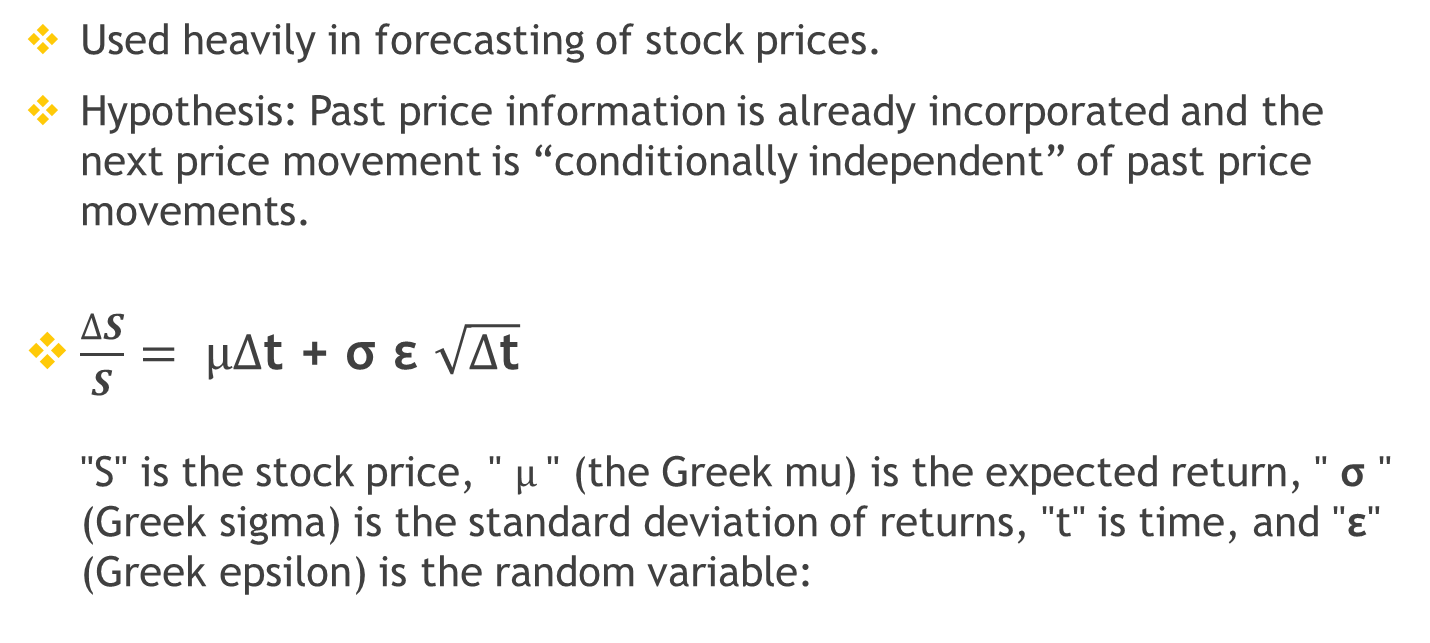 ❖ Used heavily in forecasting of stock prices.
❖ Hypothesis: Past price information is already incorporated and the
next price movement is “conditionally independent” of past price
movements.
❖ ΔS/S = μΔt + σ ε √Δt
"S" is the stock price, " μ " (the Greek mu) is the expected return, " σ "
(Greek sigma) is the standard deviation of returns, "t" is time, and "ε"
(Greek epsilon) is the random variable: